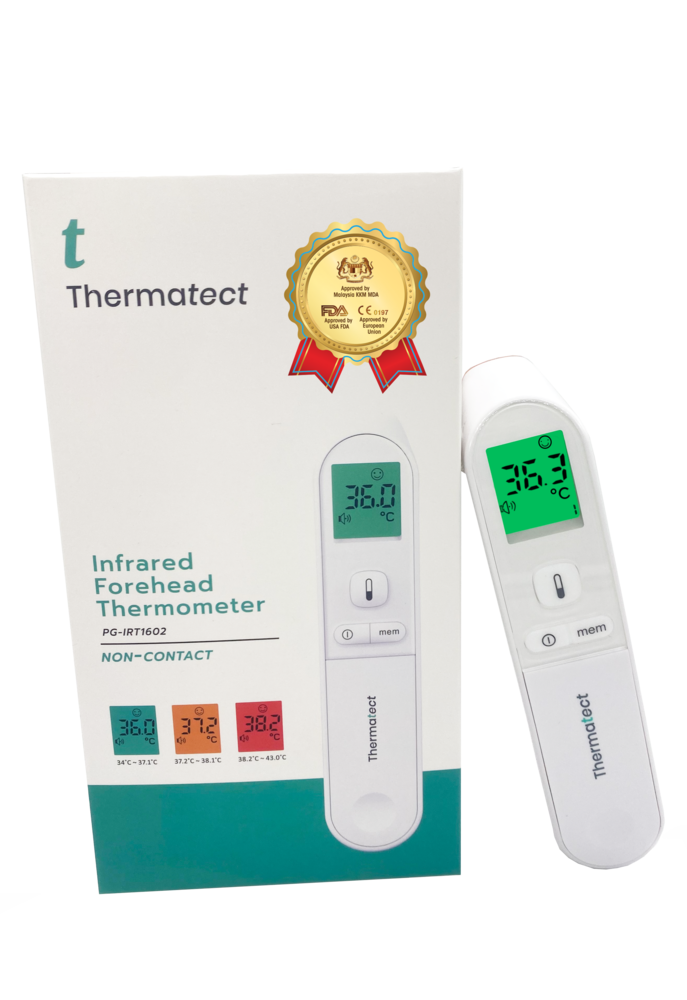 t
Thermatect
Approved by
Malaysia KKM MDA
FDA
Approved by
USA FDA
CE 0197
Approved by
European
Union
36.0
°C
mem
Thermatect
Infrared
Forehead
Thermometer
PG-IRT1602
NON-CONTACT
36.0
°C
37.2
°C
38.2
°C
34°C~37.1°C
37.2°C~38.1°C
38.2°C~43.0°C
36.3
°C
1
mem
Thermatect